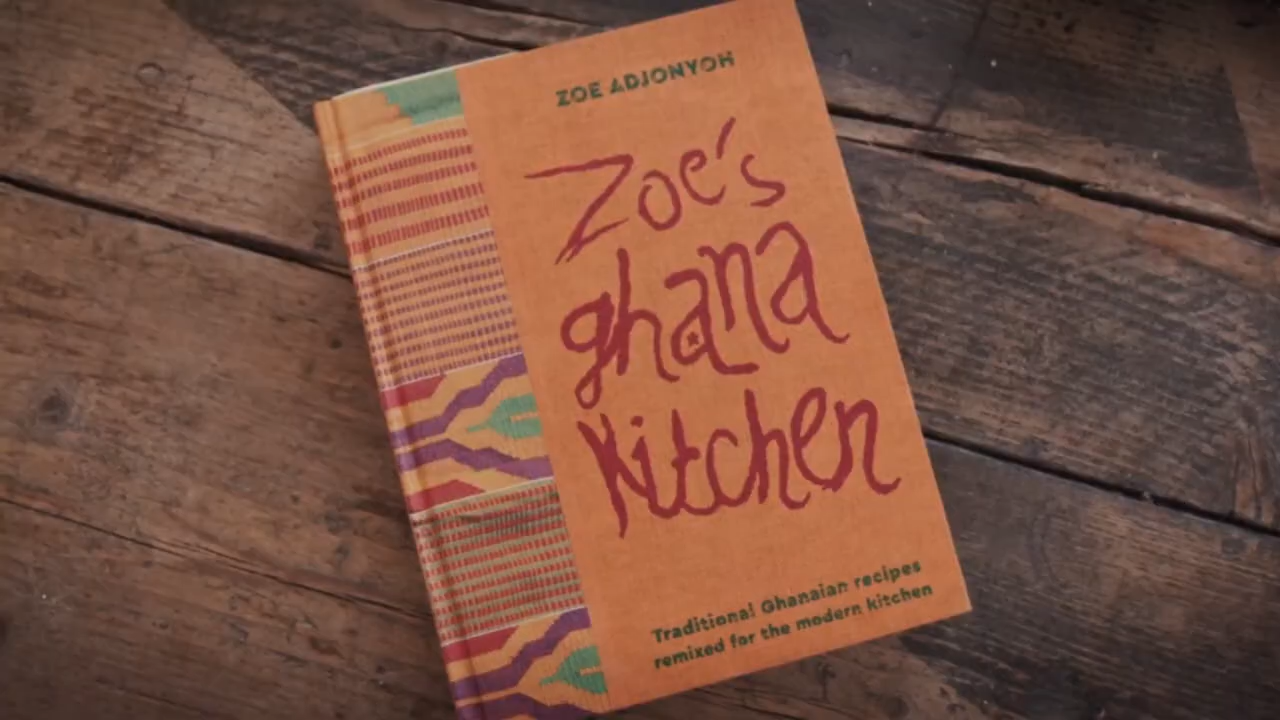 ZOE ADJONYOH
Zoe's
ghana
Kitchen
Traditional Ghanaian recipes
remixed for the modern kitchen